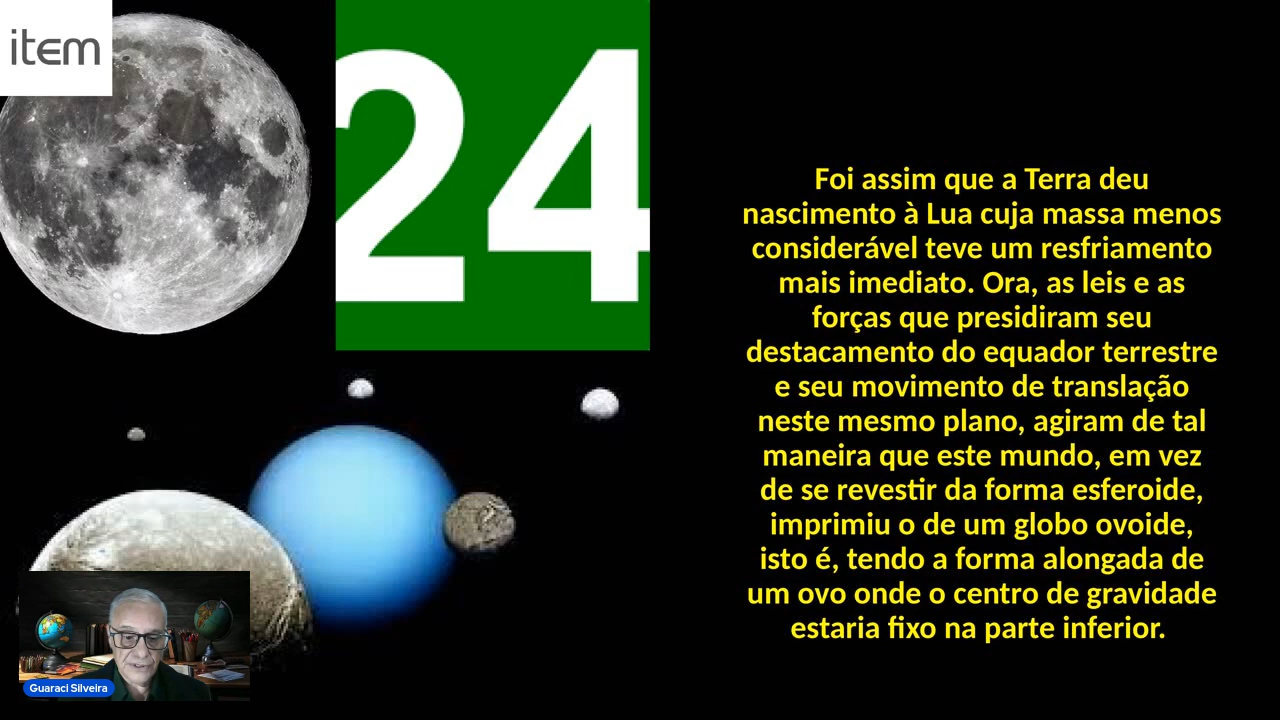 item
24
Foi assim que a Terra deu
nascimento à Lua cuja massa menos
considerável teve um resfriamento
mais imediato. Ora, as leis e as
forças que presidiram seu
destacamento do equador terrestre
e seu movimento de translação
neste mesmo plano, agiram de tal
maneira que este mundo, em vez
de se revestir da forma esferoide,
imprimiu o de um globo ovoide,
isto é, tendo a forma alongada de
um ovo onde o centro de gravidade
estaria fixo na parte inferior.
Guaraci Silveira